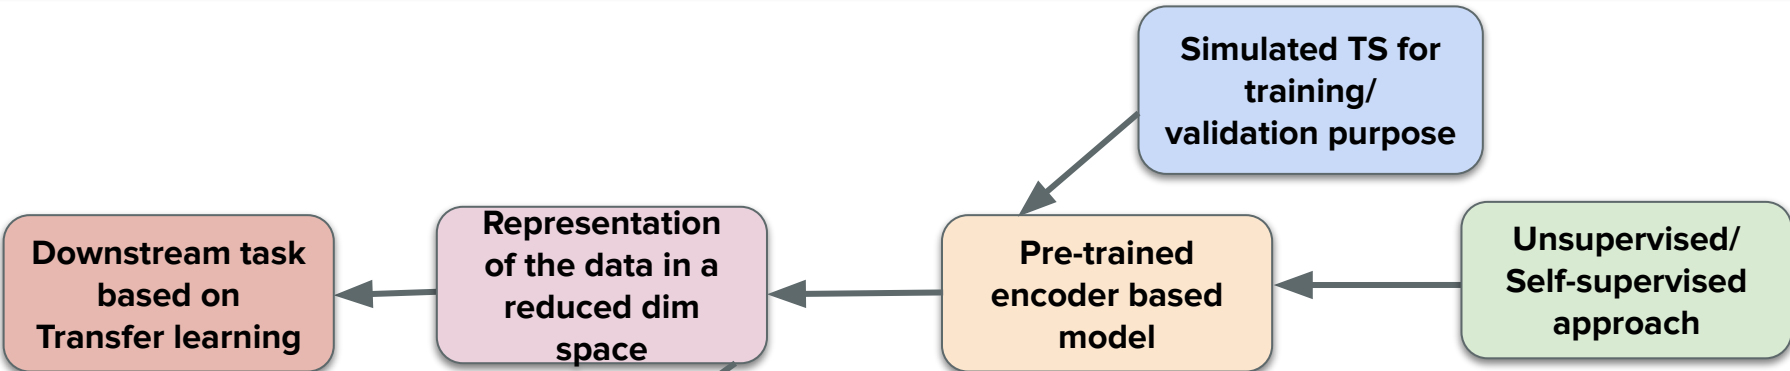 Simulated TS for
training/
validation purpose
Downstream task
based on
Transfer learning
Representation
of the data in a
reduced dim
space
Pre-trained
encoder based
model
Unsupervised/
Self-supervised
approach